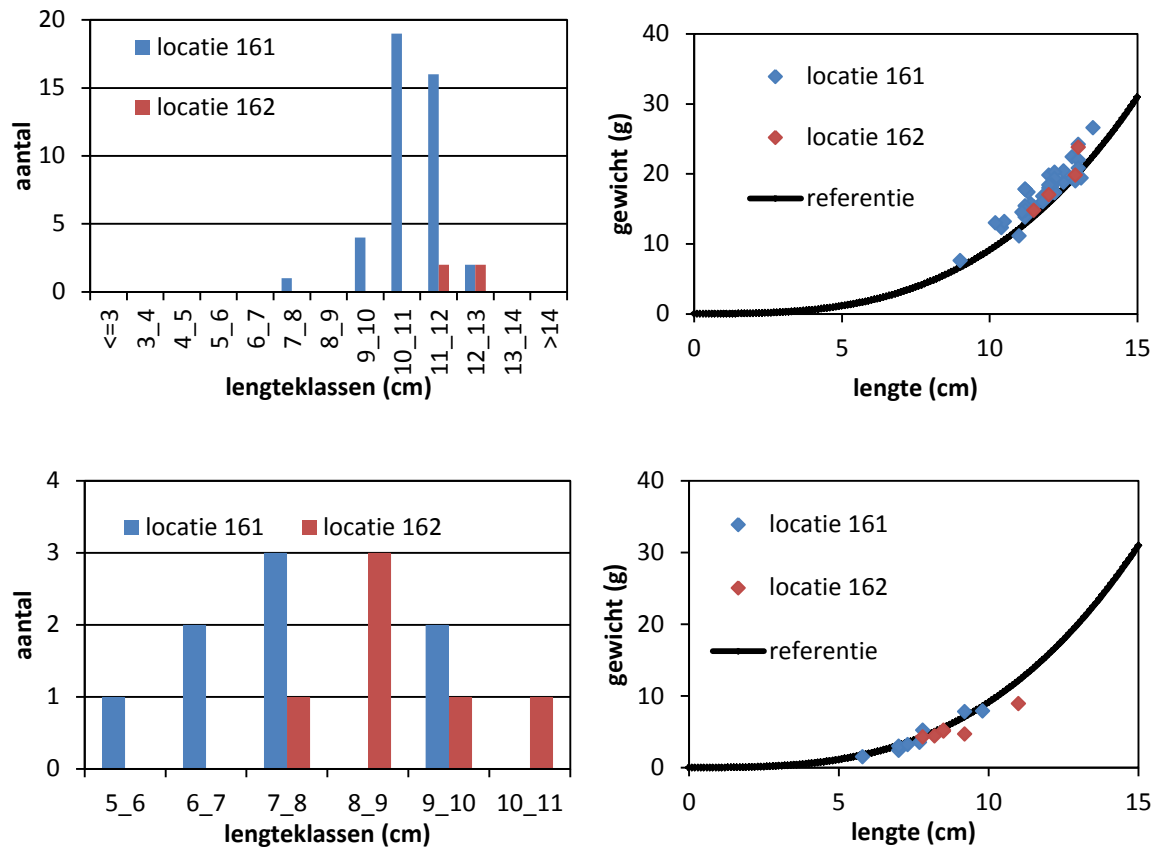 20
15
10
5
0
aantal
locatie 161
locatie 162
<=3
3_4
4_5
5_6
6_7
7_8
8_9
9_10
10_11
11_12
12_13
13_14
>14
lengteklassen (cm)
40
30
20
10
0
gewicht (g)
locatie 161
locatie 162
referentie
0 5 10 15
lengte (cm)
4
3
2
1
0
aantal
locatie 161 locatie 162
5_6 6_7 7_8 8_9 9_10 10_11
lengteklassen (cm)
40
30
20
10
0
gewicht (g)
locatie 161
locatie 162
referentie
0 5 10 15
lengte (cm)